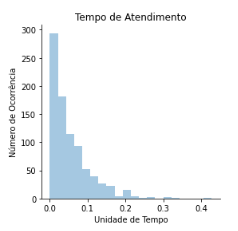 Tempo de Atendimento
300
250
200
150
100
50
0
Número de Ocorrência
0.0 0.1 0.2 0.3 0.4
Unidade de Tempo